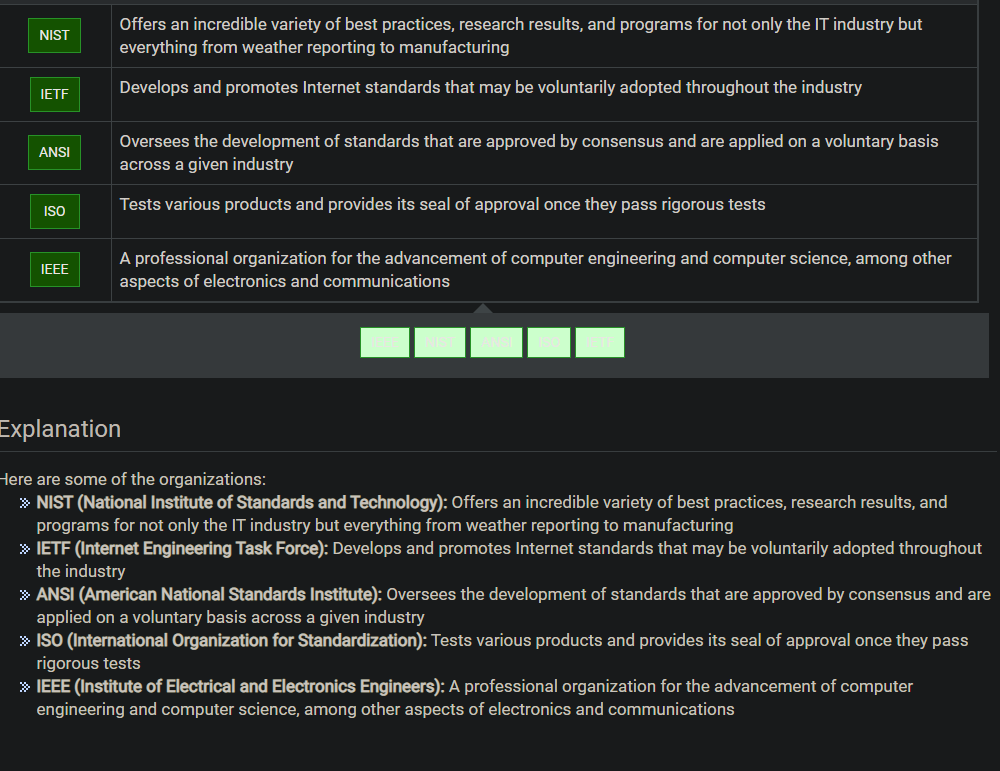 NIST
Offers an incredible variety of best practices, research results, and programs for not only the IT industry but
everything from weather reporting to manufacturing
IETF
Develops and promotes Internet standards that may be voluntarily adopted throughout the industry
ANSI
Oversees the development of standards that are approved by consensus and are applied on a voluntary basis
across a given industry
ISO
Tests various products and provides its seal of approval once they pass rigorous tests
IEEE
A professional organization for the advancement of computer engineering and computer science, among other
aspects of electronics and communications
IEEE NIST ANSI ISO IETF
Explanation
Here are some of the organizations:
NIST (National Institute of Standards and Technology): Offers an incredible variety of best practices, research results, and
programs for not only the IT industry but everything from weather reporting to manufacturing
IETF (Internet Engineering Task Force): Develops and promotes Internet standards that may be voluntarily adopted throughout
the industry
ANSI (American National Standards Institute): Oversees the development of standards that are approved by consensus and are
applied on a voluntary basis across a given industry
ISO (International Organization for Standardization): Tests various products and provides its seal of approval once they pass
rigorous tests
IEEE (Institute of Electrical and Electronics Engineers): A professional organization for the advancement of computer
engineering and computer science, among other aspects of electronics and communications